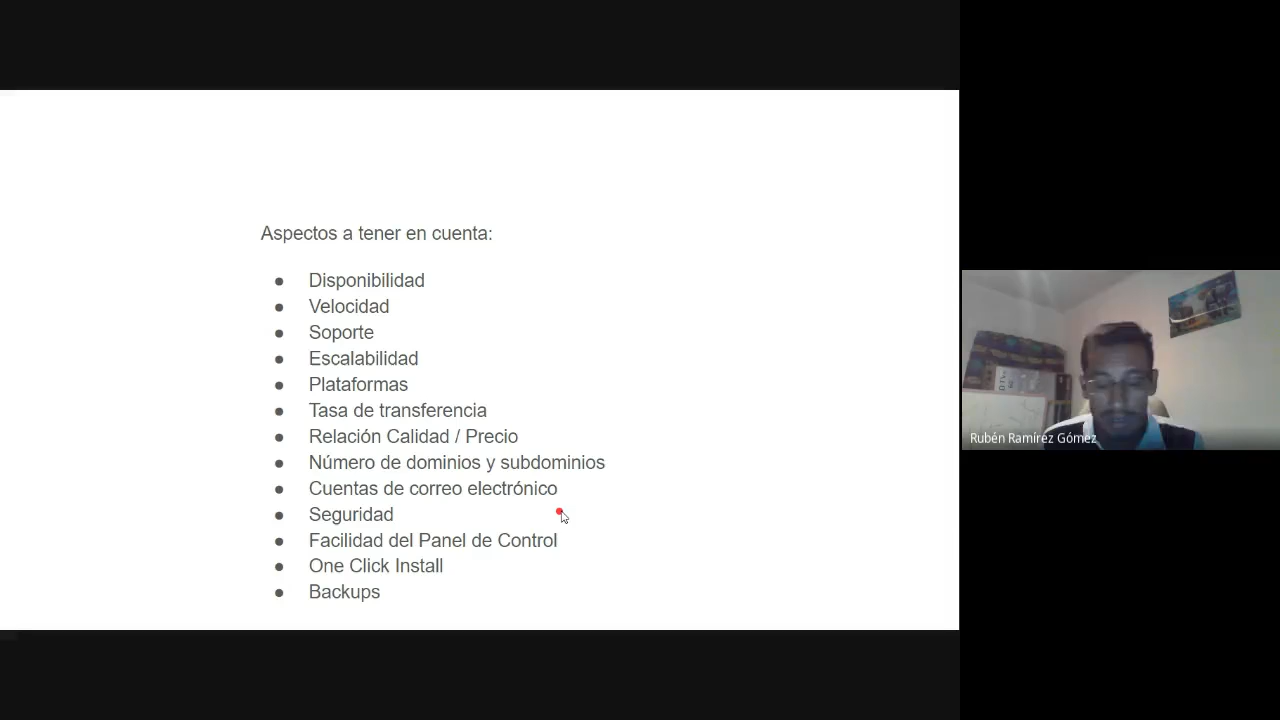 Aspectos a tener en cuenta:
● Disponibilidad
● Velocidad
● Soporte
● Escalabilidad
● Plataformas
● Tasa de transferencia
● Relación Calidad / Precio
● Número de dominios y subdominios
● Cuentas de correo electrónico
● Seguridad
● Facilidad del Panel de Control
● One Click Install
● Backups
Rubén Ramírez Gómez